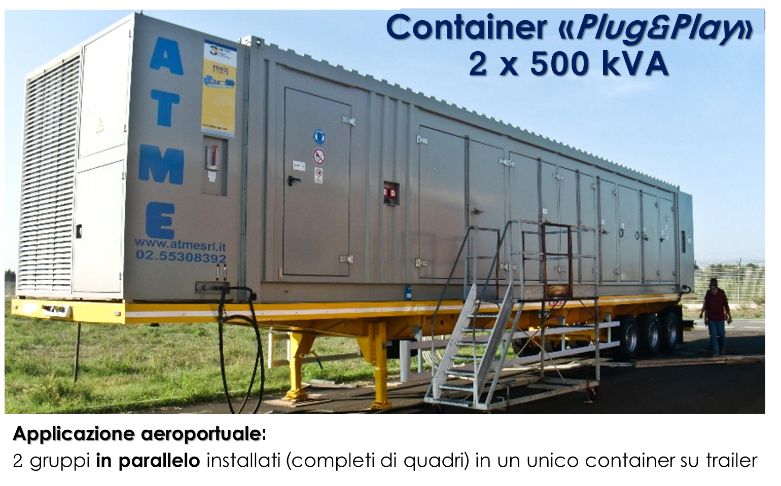 Container «Plug&Play»
2 x 500 kVA
ATME
www.atmesrl.it
02.55308392
Applicazione aeroportuale:
2 gruppi in parallelo installati (completi di quadri) in un unico container su trailer